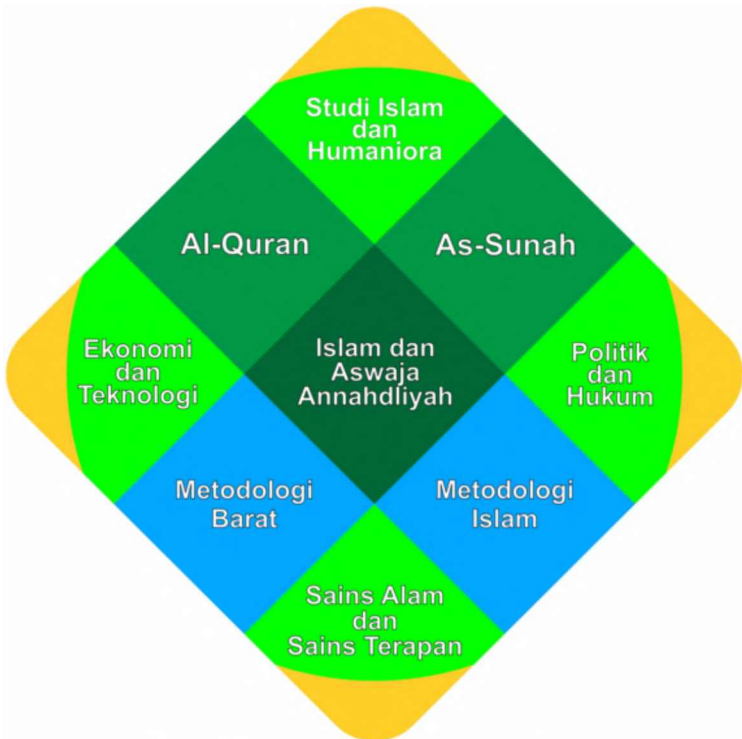 Studi Islam
dan
Humaniora
Al-Quran
As-Sunah
Ekonomi
dan
Teknologi
Islam dan
Aswaja
Annahdliyah
Politik
dan
Hukum
Metodologi
Barat
Metodologi
Islam
Sains Alam
dan
Sains Terapan